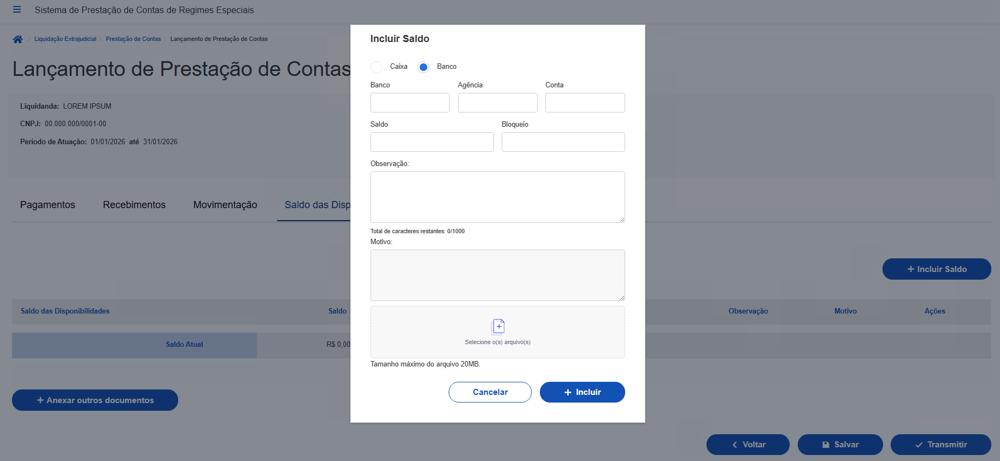 Sistema de Prestação de Contas de Regimes Especiais
Liquidação Extrajudicial Prestação de Contas Lançamento de Prestação de Contas
Lançamento de Prestação de Contas
Liquidanda: LOREM IPSUM
CNPJ: 00.000.000/0001-00
Período de Atuação: 01/01/2026 até 31/01/2026
Pagamentos Recebimentos Movimentação Saldo das Disp
Incluir Saldo
Saldo das Disponibilidades Saldo Observação Motivo Ações
Saldo Atual R$ 0,00
Anexar outros documentos
Voltar Salvar Transmitir
Incluir Saldo
Caixa Banco
Banco Agência Conta
Saldo Bloqueio
Observação:
Total de caracteres restantes: 0/1000
Motivo:
Selecione o(s) arquivo(s)
Tamanho máximo do arquivo 20MB.
Cancelar Incluir